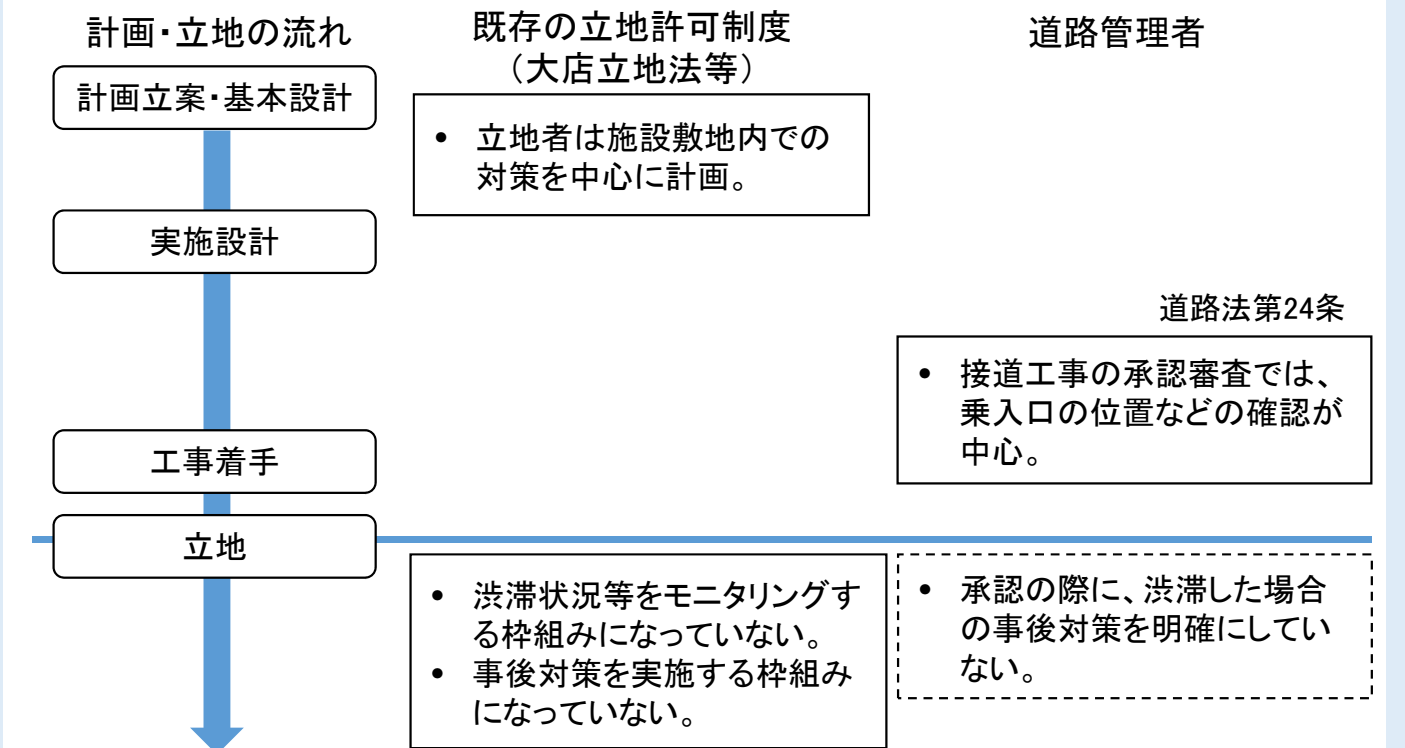 計画・立地の流れ
既存の立地許可制度
（大店立地法等）
道路管理者
計画立案・基本設計
• 立地者は施設敷地内での
対策を中心に計画。
実施設計
道路法第24条
• 接道工事の承認審査では、
乗入口の位置などの確認が
中心。
工事着手
立地
• 渋滞状況等をモニタリングす
る枠組みになっていない。
• 事後対策を実施する枠組み
になっていない。
• 承認の際に、渋滞した場合
の事後対策を明確にしてい
ない。